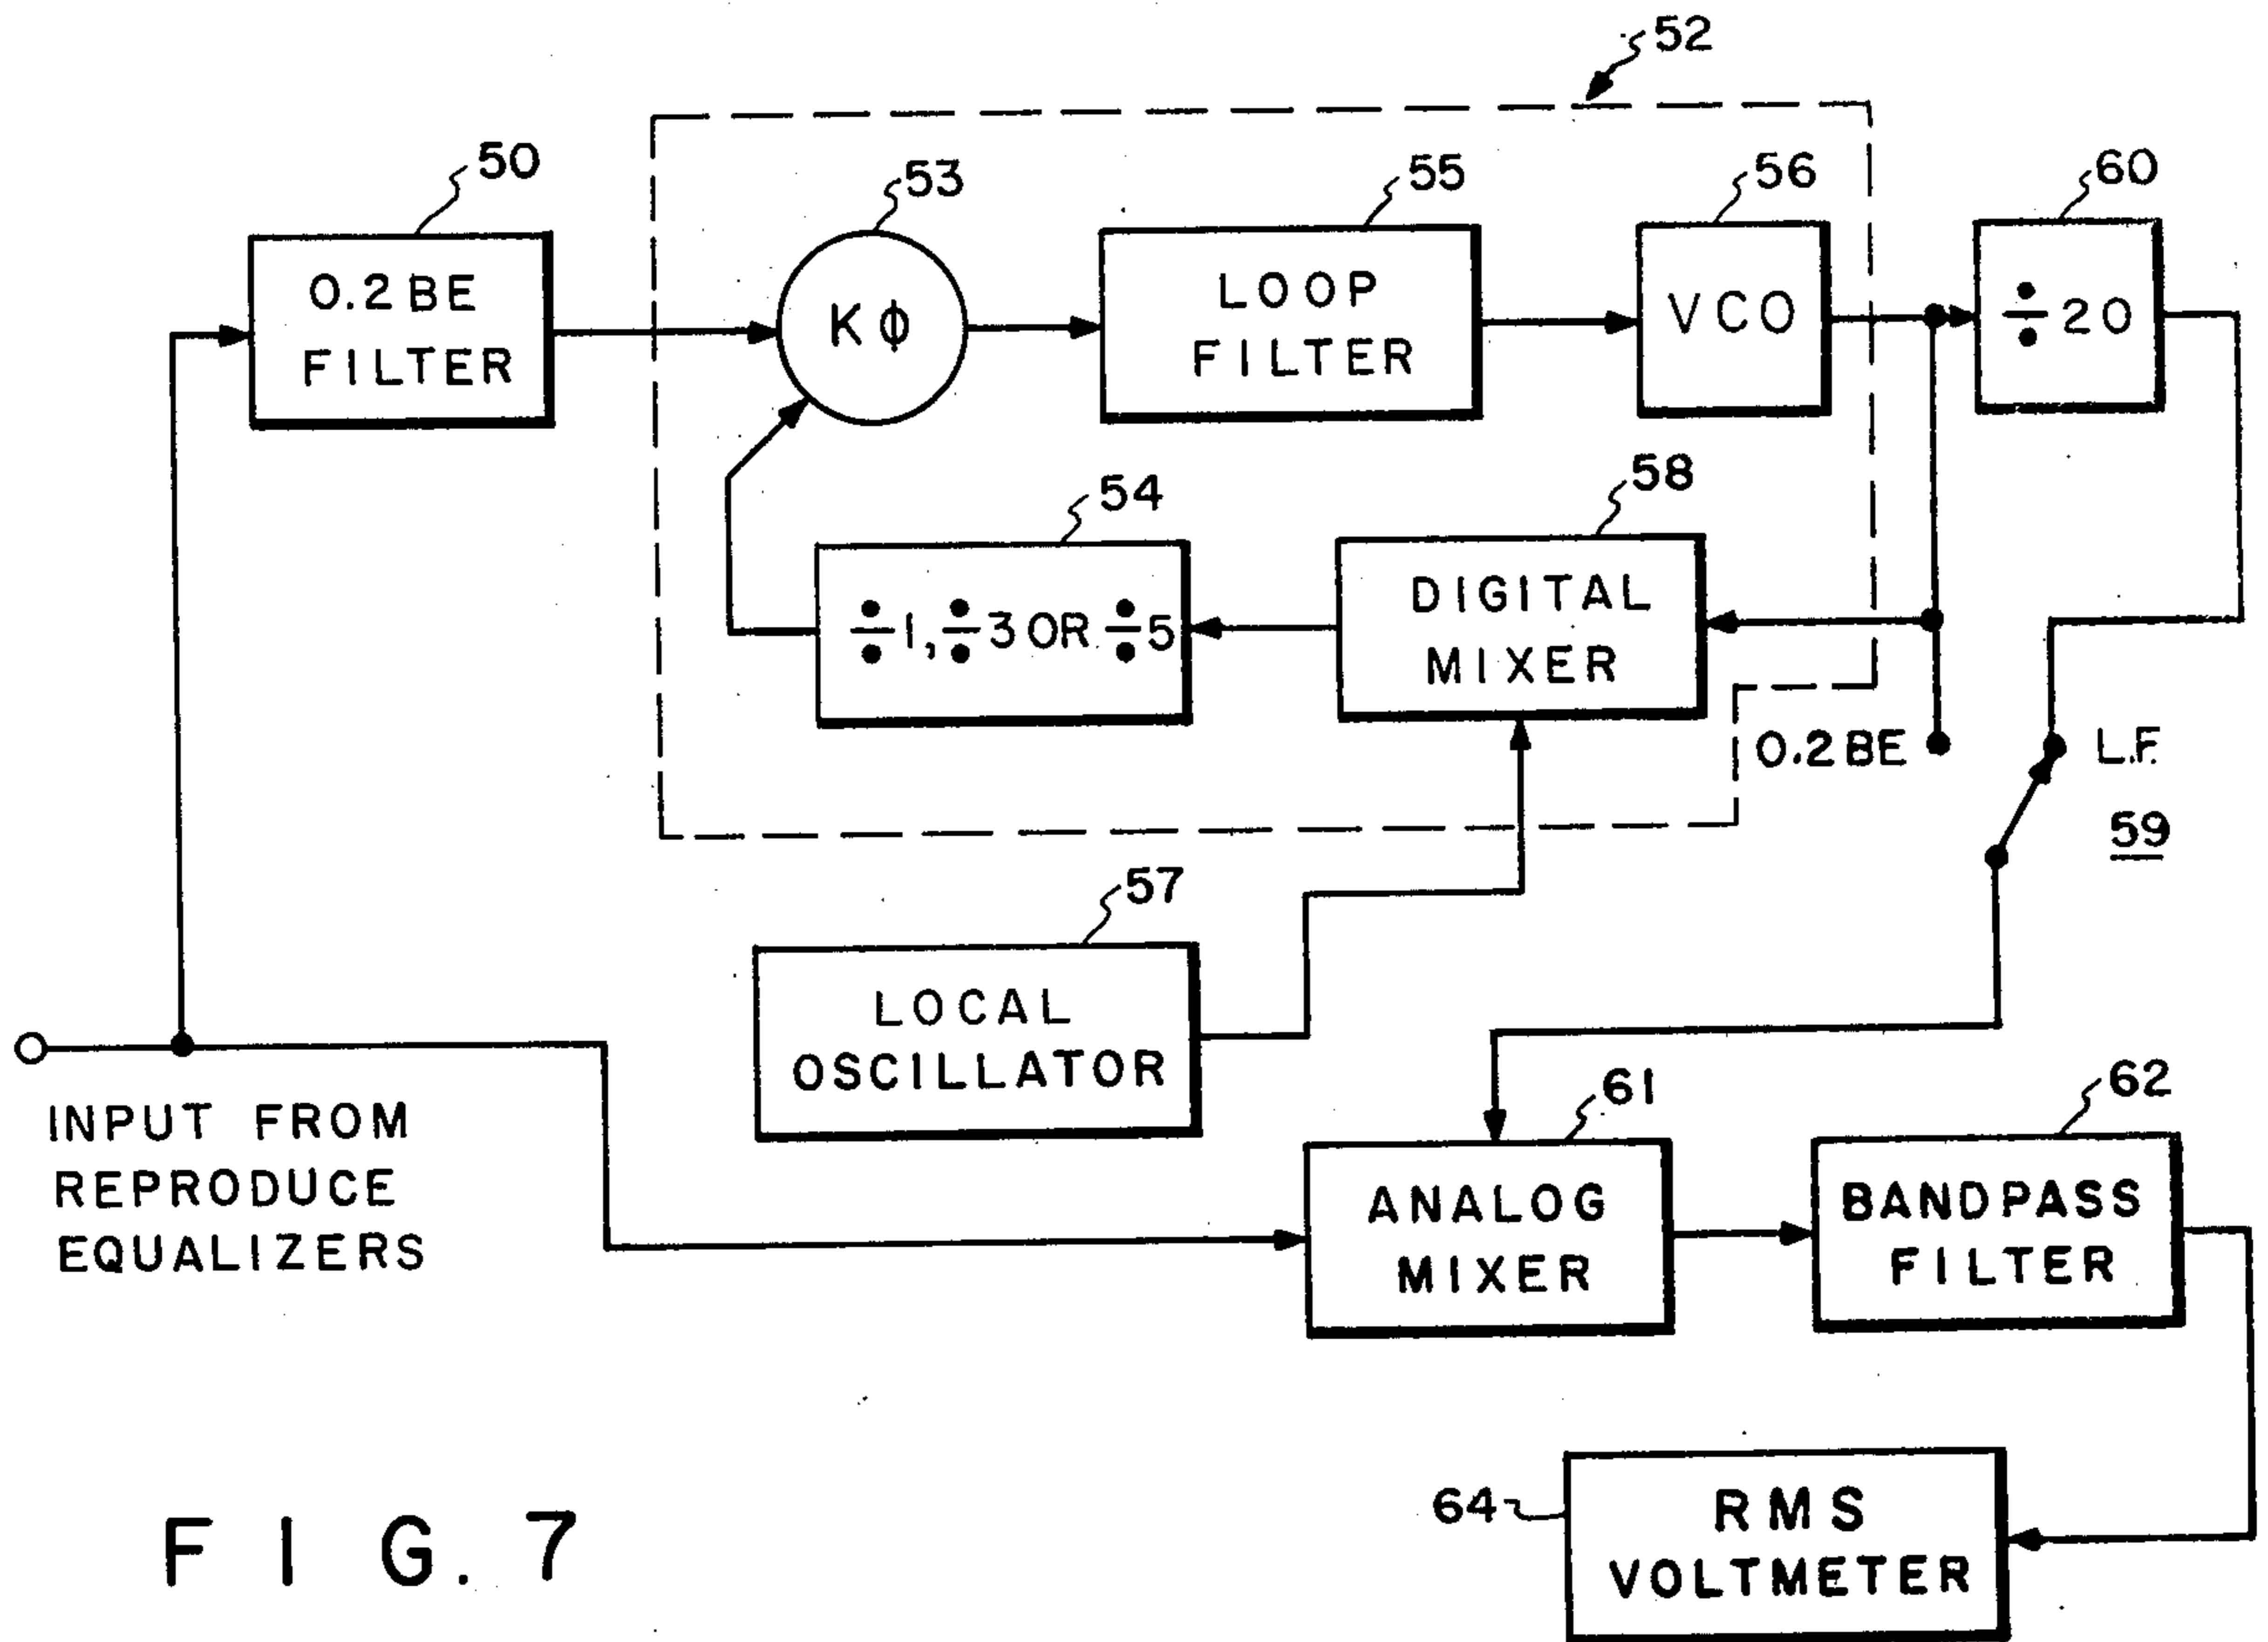 52
50
53
55
56
60
0.2 BE
FILTER
Kϕ
LOOP
FILTER
VCO
÷20
54
58
÷1, ÷3 OR ÷5
DIGITAL
MIXER
0.2 BE
L.F.
59
57
LOCAL
OSCILLATOR
INPUT FROM
REPRODUCE
EQUALIZERS
61
62
ANALOG
MIXER
BANDPASS
FILTER
64
RMS
VOLTMETER
FIG. 7